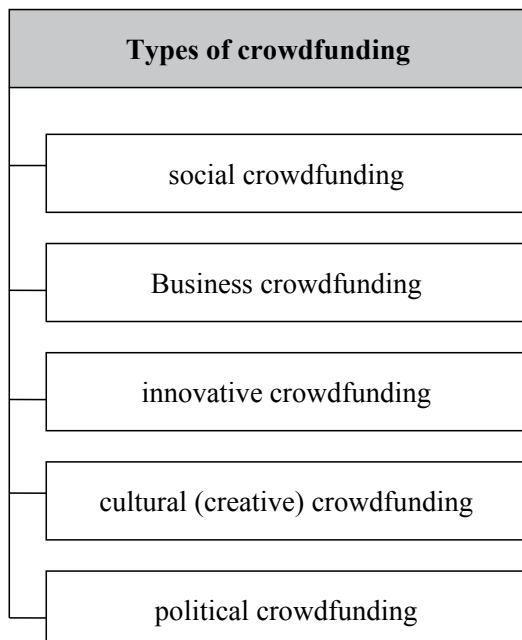 Types of crowdfunding
social crowdfunding
Business crowdfunding
innovative crowdfunding
cultural (creative) crowdfunding
political crowdfunding